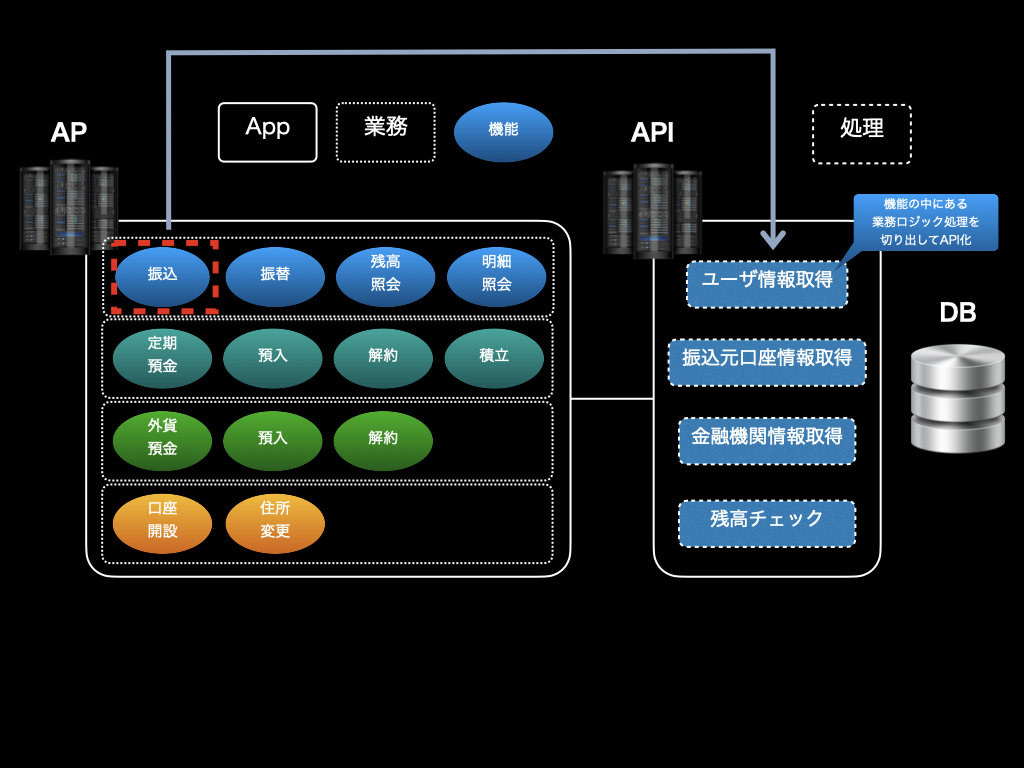 AP
App
業務
機能
API
処理
機能の中にある
業務ロジック処理を
切り出してAPI化
振込
振替
残高
照会
明細
照会
定期
預金
預入
解約
積立
外貨
預金
預入
解約
口座
開設
住所
変更
ユーザ情報取得
振込元口座情報取得
金融機関情報取得
残高チェック
DB